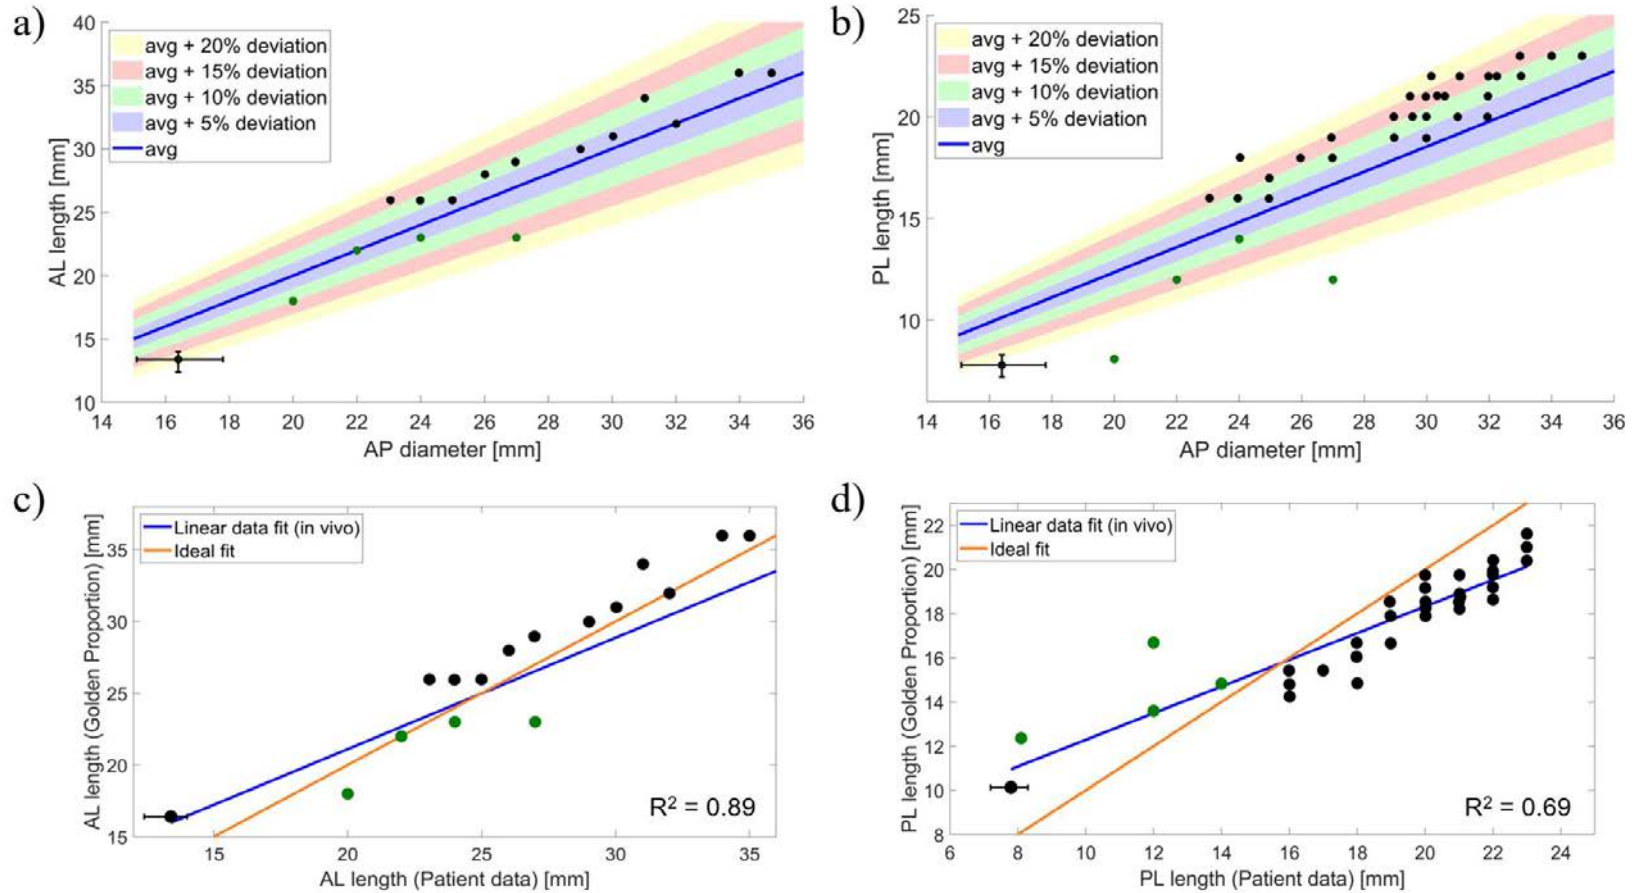 a)
40
35
30
25
20
15
10
AL length [mm]
avg + 20% deviation
avg + 15% deviation
avg + 10% deviation
avg + 5% deviation
avg
14 16 18 20 22 24 26 28 30 32 34 36
AP diameter [mm]
b)
25
20
15
10
PL length [mm]
avg + 20% deviation
avg + 15% deviation
avg + 10% deviation
avg + 5% deviation
avg
14 16 18 20 22 24 26 28 30 32 34 36
AP diameter [mm]
c)
35
30
25
20
15
AL length (Golden Proportion) [mm]
Linear data fit (in vivo)
Ideal fit
R² = 0.89
15 20 25 30 35
AL length (Patient data) [mm]
d)
22
20
18
16
14
12
10
8
PL length (Golden Proportion) [mm]
Linear data fit (in vivo)
Ideal fit
R² = 0.69
6 8 10 12 14 16 18 20 22 24
PL length (Patient data) [mm]